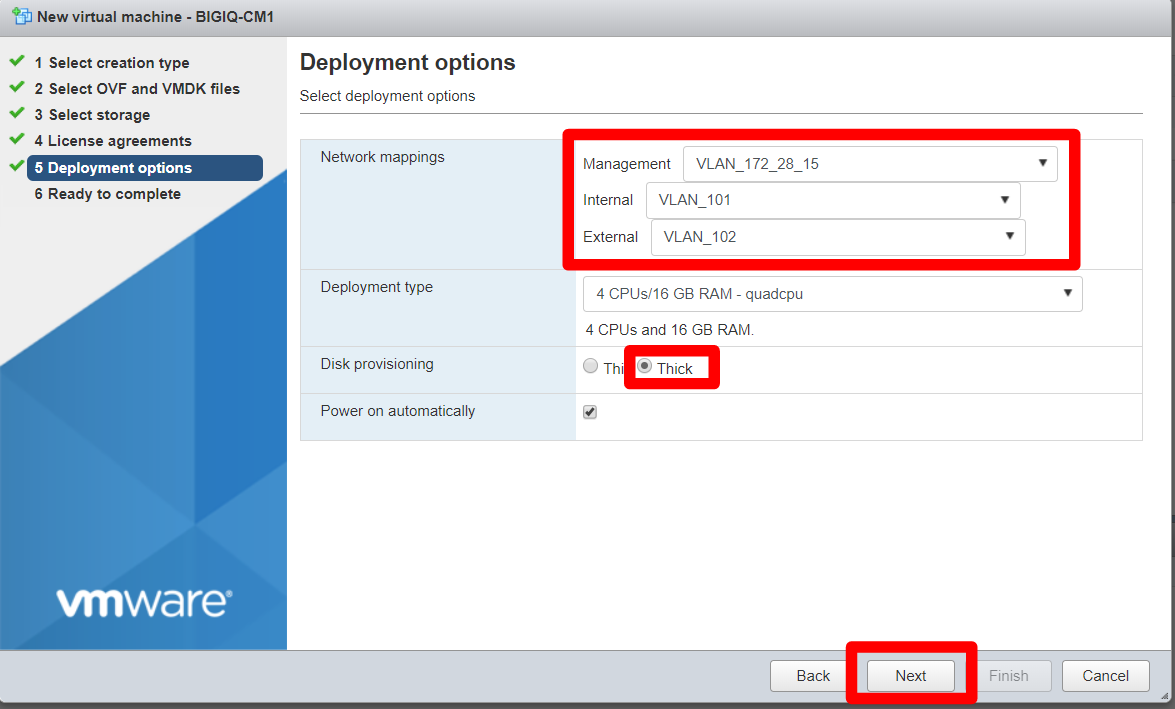 New virtual machine - BIGIQ-CM1
1 Select creation type
2 Select OVF and VMDK files
3 Select storage
4 License agreements
5 Deployment options
6 Ready to complete
vmware®
Deployment options
Select deployment options
Network mappings
Management VLAN_172_28_15
Internal VLAN_101
External VLAN_102
Deployment type
4 CPUs/16 GB RAM - quadcpu
4 CPUs and 16 GB RAM.
Disk provisioning
Thi Thick
Power on automatically
Back Next Finish Cancel